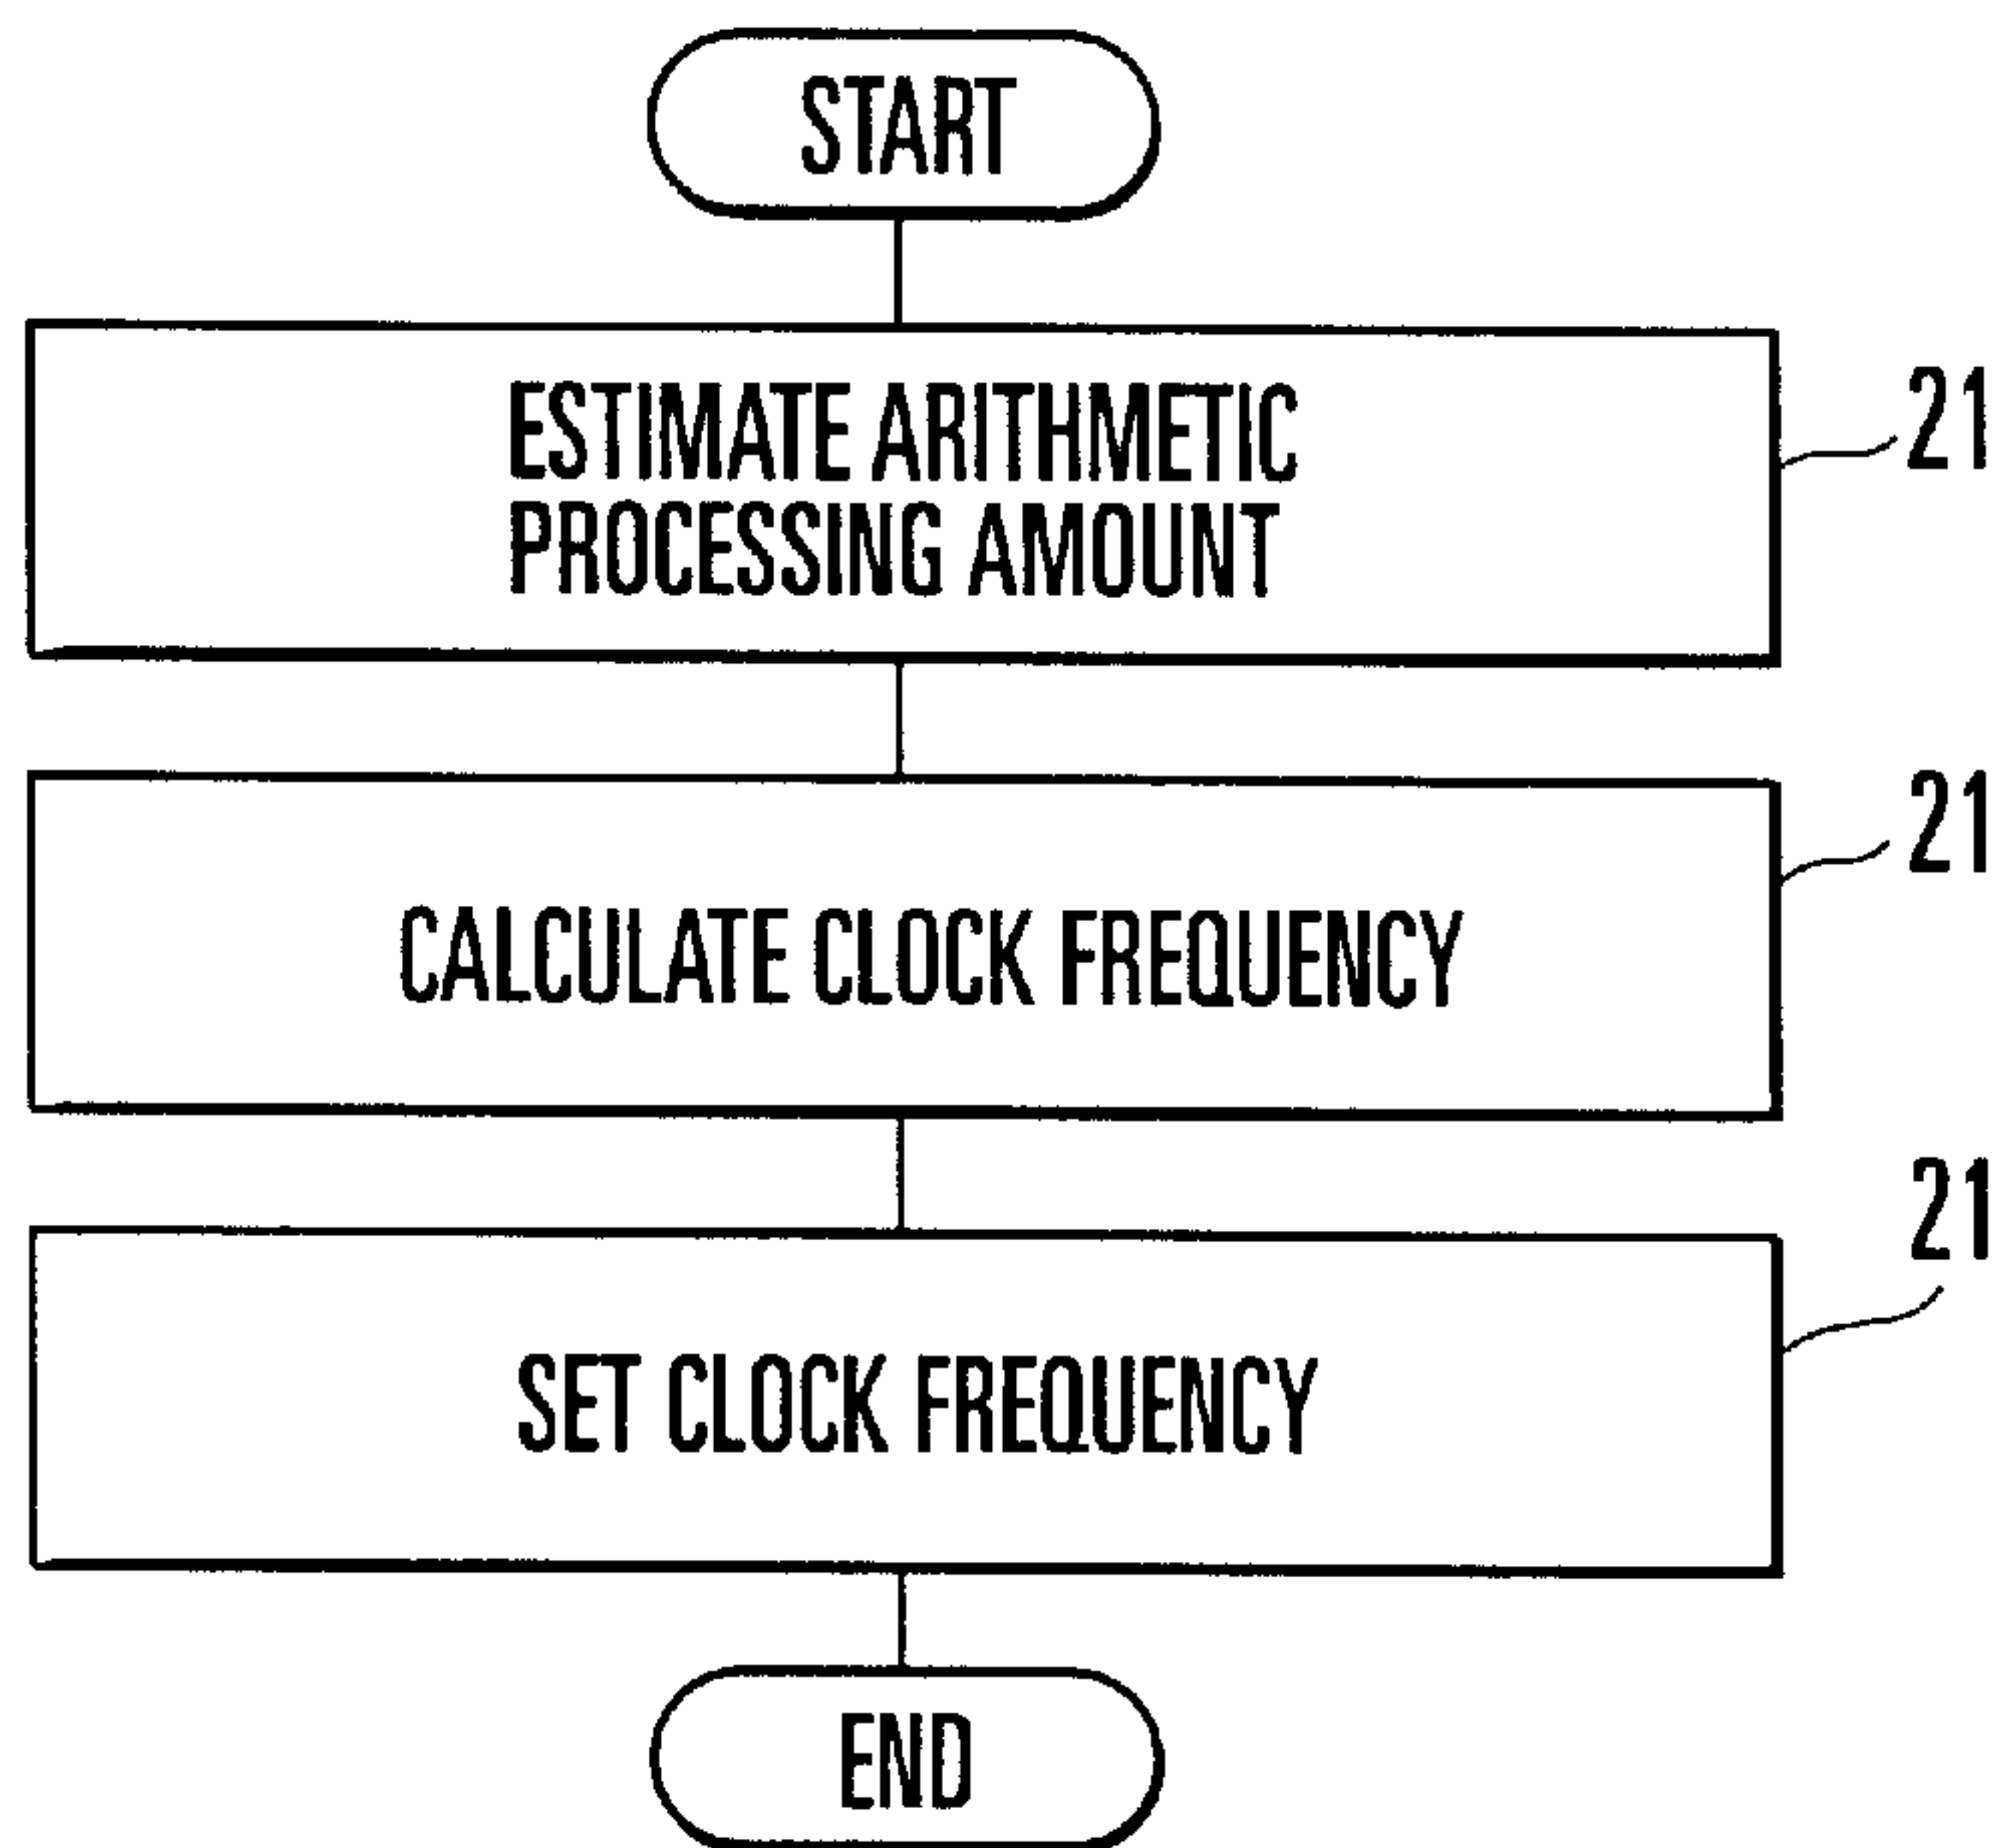 START
ESTIMATE ARITHMETIC
PROCESSING AMOUNT
21
CALCULATE CLOCK FREQUENCY
21
SET CLOCK FREQUENCY
21
END